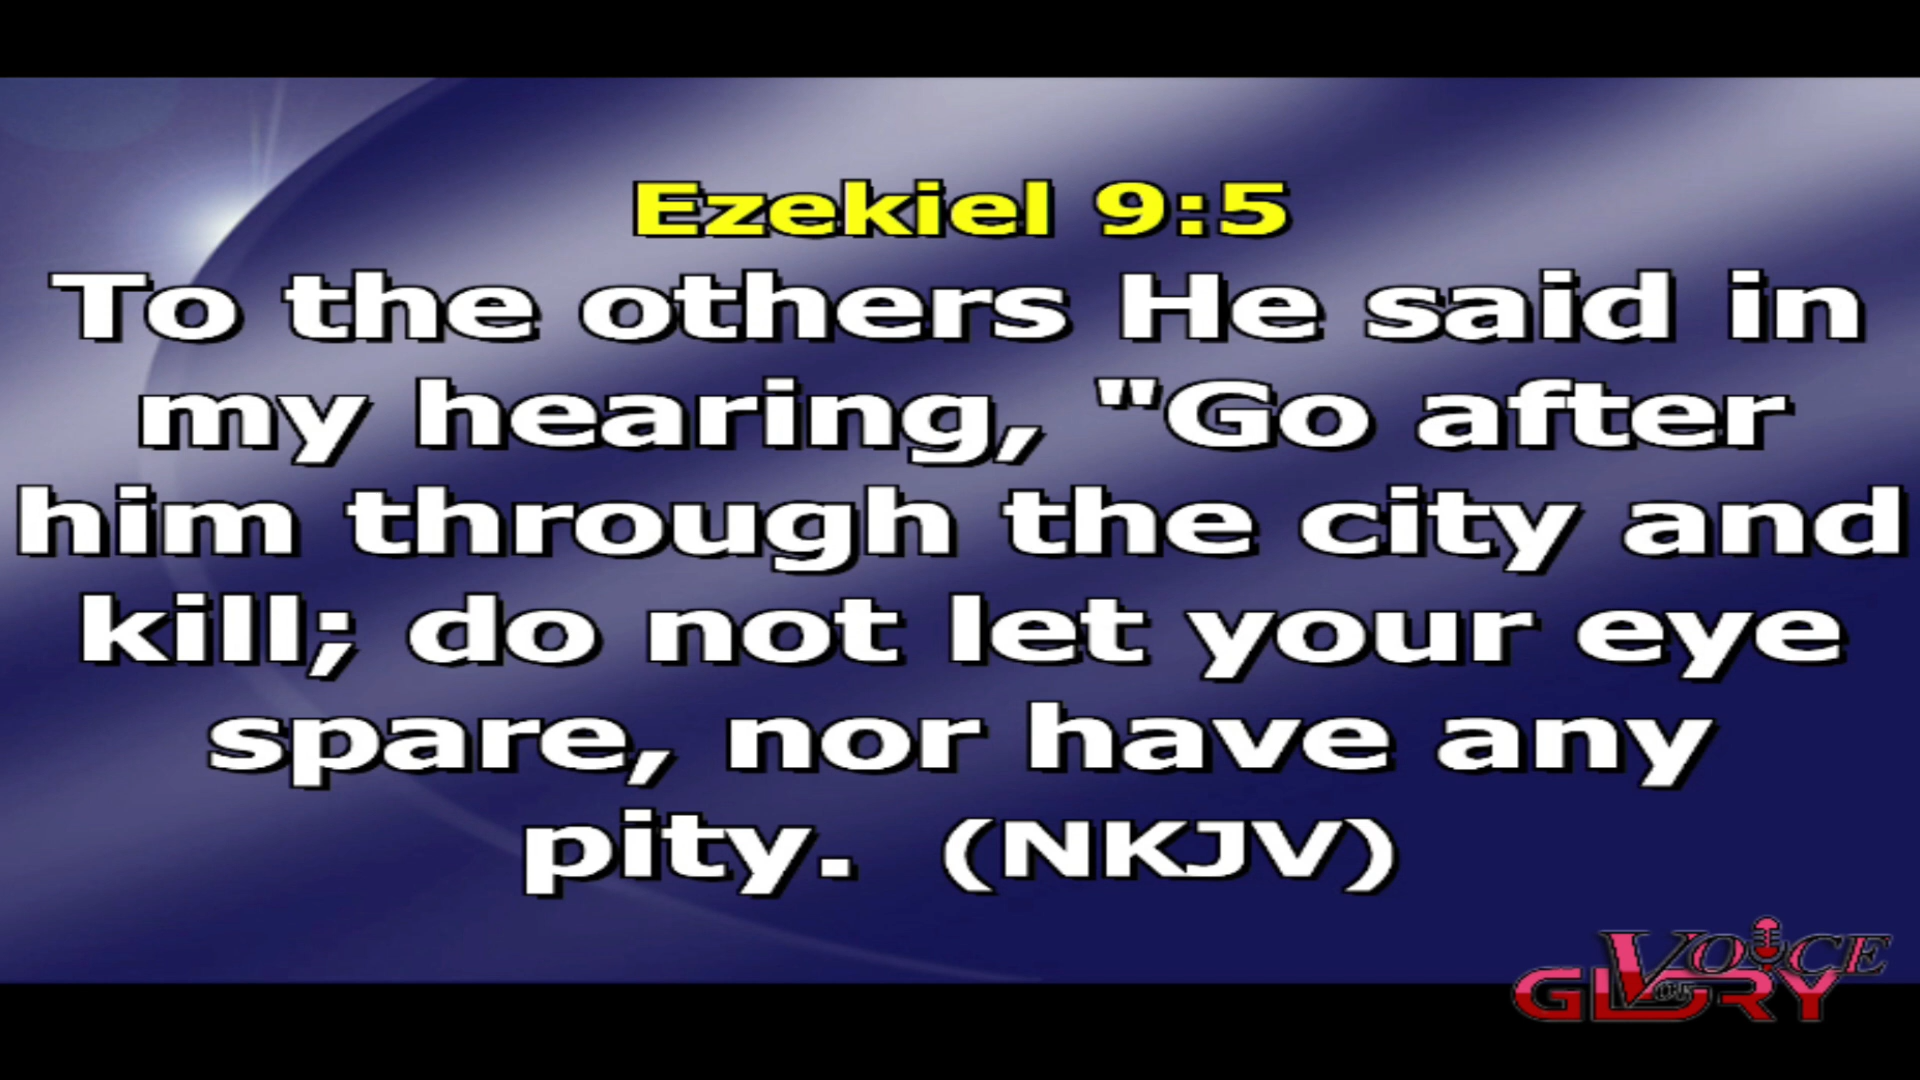 Ezekiel 9:5
To the others He said in
my hearing, "Go after
him through the city and
kill; do not let your eye
spare, nor have any
pity. (NKJV)
VOICE
OF
GLORY